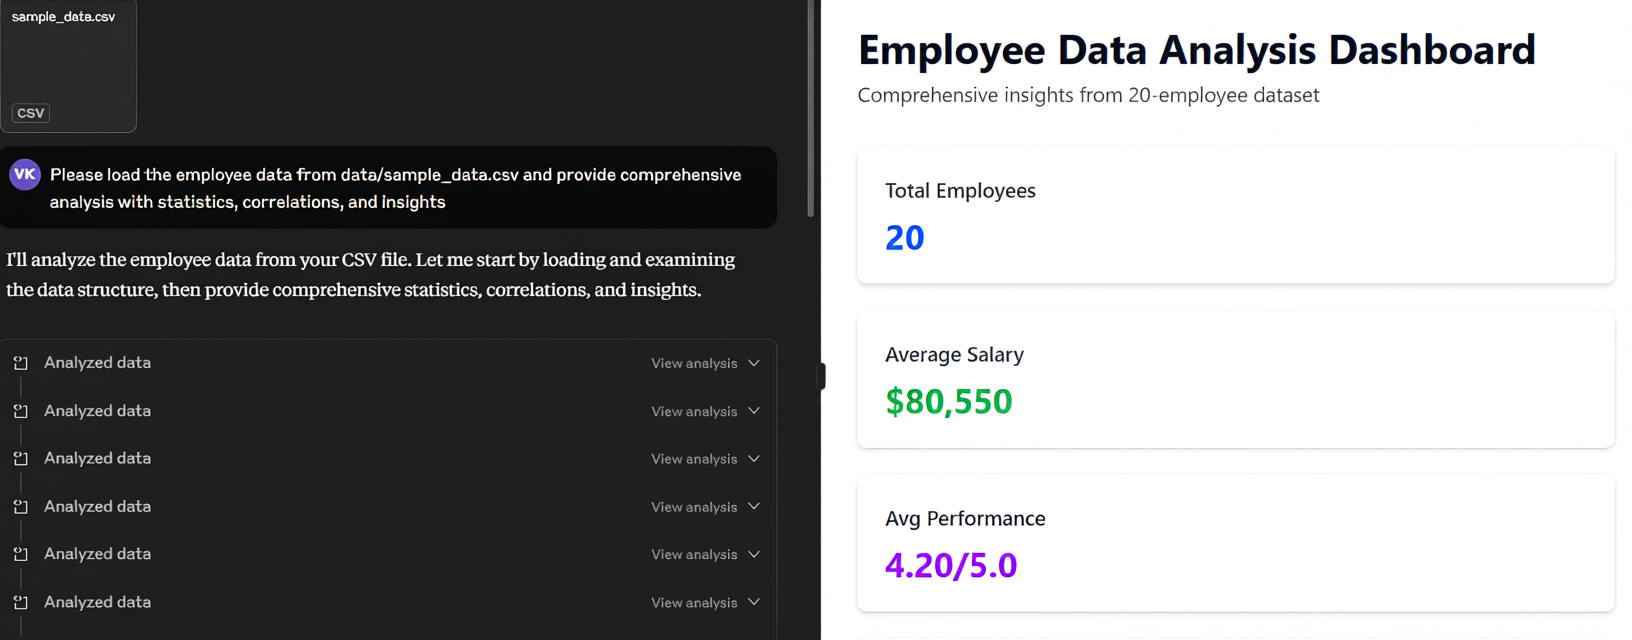 sample_data.csv
CSV
VK
Please load the employee data from data/sample_data.csv and provide comprehensive
analysis with statistics, correlations, and insights
I'll analyze the employee data from your CSV file. Let me start by loading and examining
the data structure, then provide comprehensive statistics, correlations, and insights.
Analyzed data View analysis
Analyzed data View analysis
Analyzed data View analysis
Analyzed data View analysis
Analyzed data View analysis
Analyzed data View analysis
Employee Data Analysis Dashboard
Comprehensive insights from 20-employee dataset
Total Employees
20
Average Salary
$80,550
Avg Performance
4.20/5.0